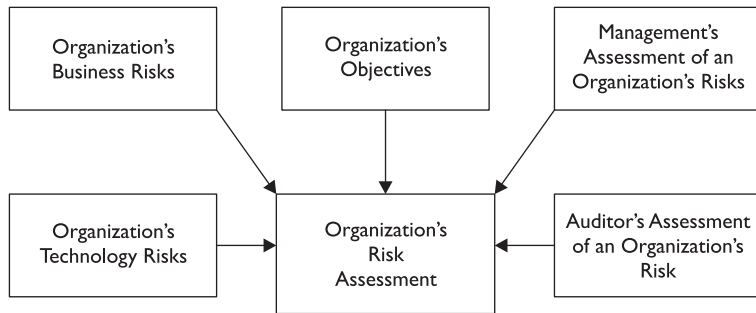 Organization’s
Business Risks
Organization’s
Objectives
Management’s
Assessment of an
Organization’s Risks
Organization’s
Technology Risks
Organization’s
Risk
Assessment
Auditor’s Assessment
of an Organization’s
Risk